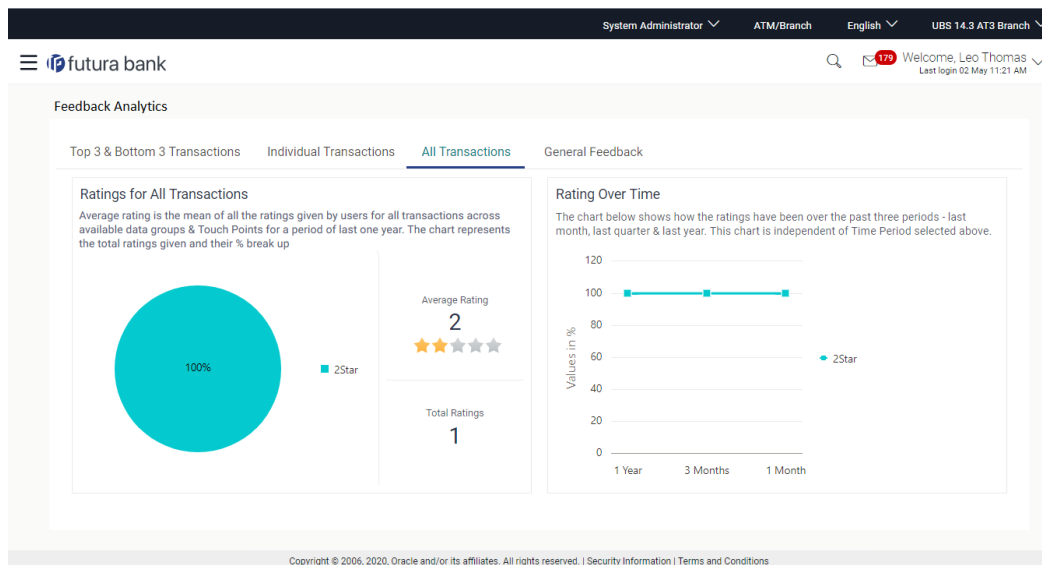 System Administrator ATM/Branch English UBS 14.3 AT3 Branch
futura bank
179 Welcome, Leo Thomas
Last login 02 May 11:21 AM
Feedback Analytics
Top 3 & Bottom 3 Transactions Individual Transactions All Transactions General Feedback
Ratings for All Transactions
Average rating is the mean of all the ratings given by users for all transactions across
available data groups & Touch Points for a period of last one year. The chart represents
the total ratings given and their % break up
100%
2Star
Average Rating
2
Total Ratings
1
Rating Over Time
The chart below shows how the ratings have been over the past three periods - last
month, last quarter & last year. This chart is independent of Time Period selected above.
120
100
80
60
40
20
0
Values in %
1 Year 3 Months 1 Month
2Star
Copyright © 2006, 2020, Oracle and/or its affiliates. All rights reserved. | Security Information | Terms and Conditions